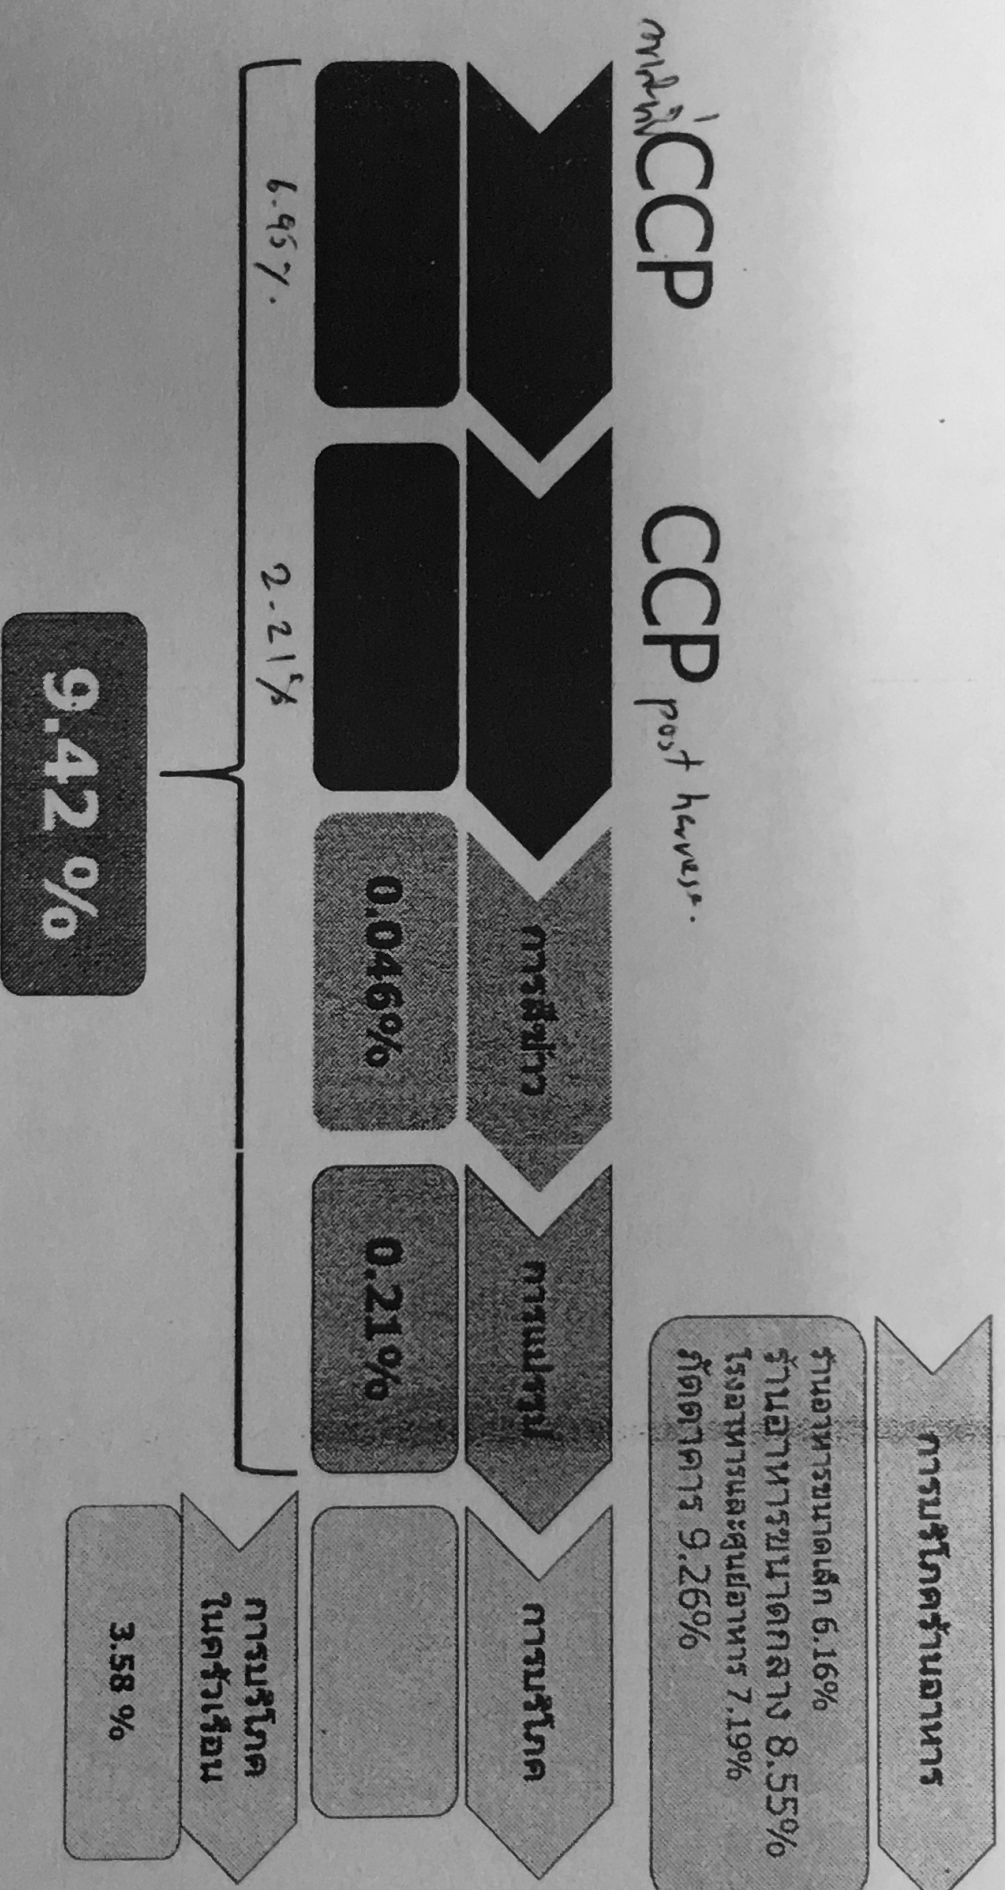 CCP
CCP post harvest.
การสีข้าว
การแปรรูป
การบริโภค
0.046%
0.21%
6.95%.
2.21%
9.42 %
การบริโภคร้านอาหาร
ร้านอาหารขนาดเล็ก 6.16%
ร้านอาหารขนาดกลาง 8.55%
โรงอาหารและศูนย์อาหาร 7.19%
ภัตตาคาร 9.26%
การบริโภค
ในครัวเรือน
3.58 %